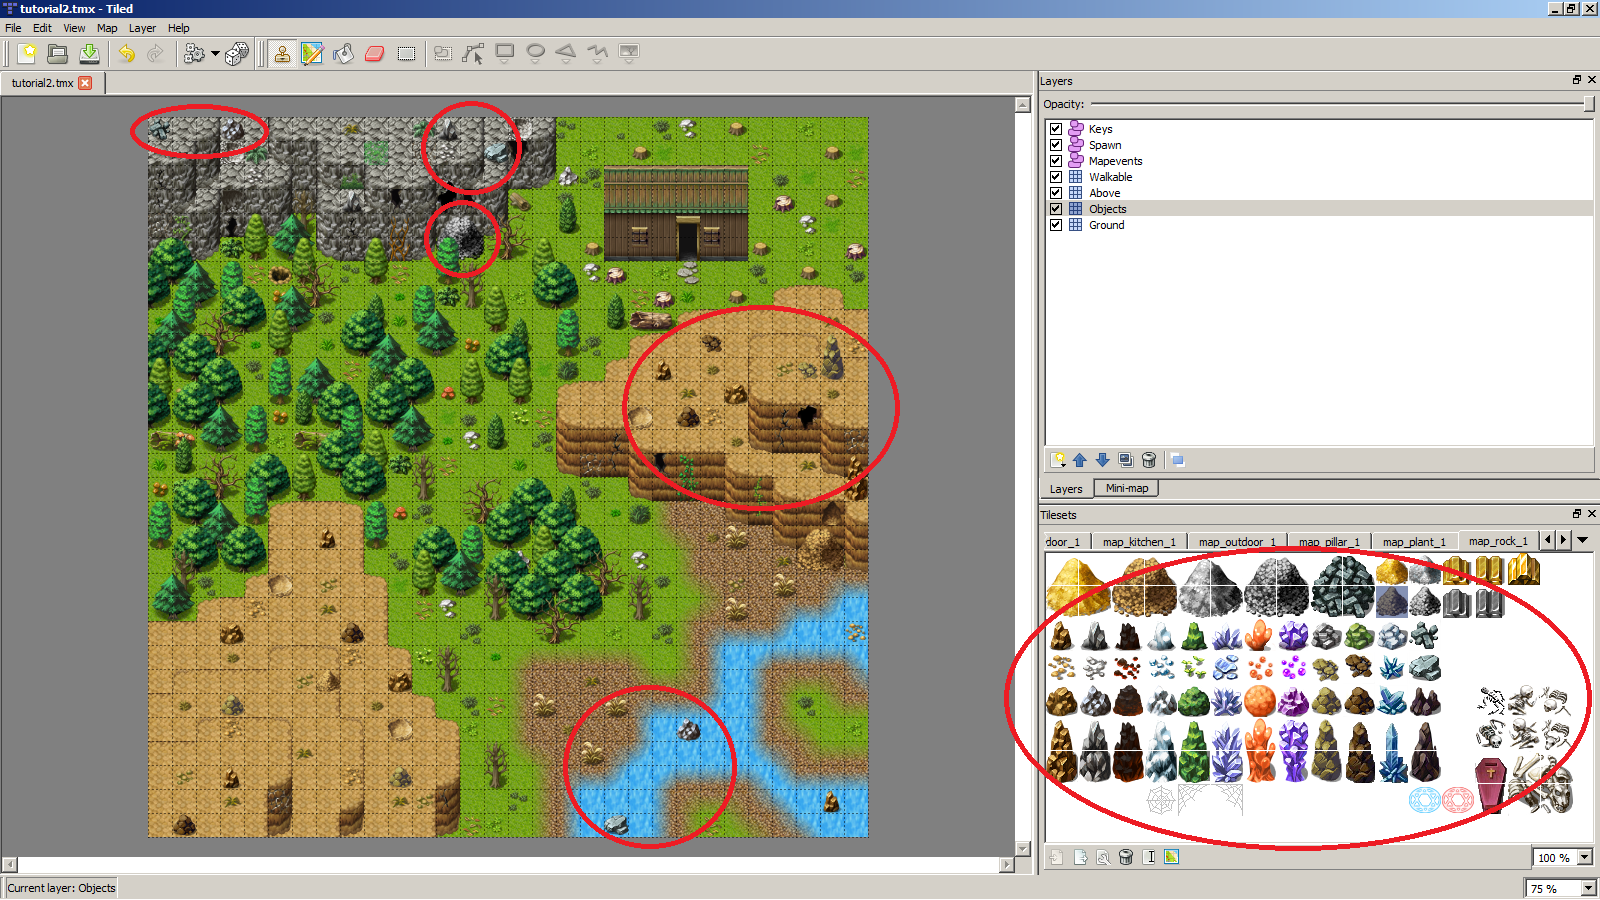 tutorial2.tmx - Tiled
File Edit View Map Layer Help
tutorial2.tmx
Layers
Opacity:
Keys
Spawn
Mapevents
Walkable
Above
Objects
Ground
Layers Mini-map
Tilesets
door_1 map_kitchen_1 map_outdoor_1 map_pillar_1 map_plant_1 map_rock_1
100 %
Current layer: Objects
75 %